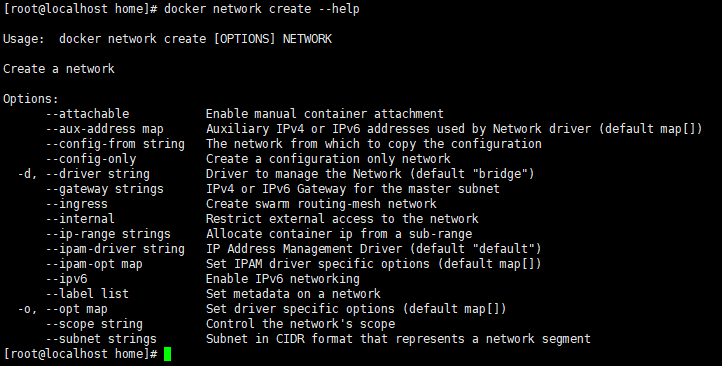 [root@localhost home]# docker network create --help
Usage:  docker network create [OPTIONS] NETWORK
Create a network
Options:
      --attachable           Enable manual container attachment
      --aux-address map      Auxiliary IPv4 or IPv6 addresses used by Network driver (default map[])
      --config-from string   The network from which to copy the configuration
      --config-only          Create a configuration only network
  -d, --driver string        Driver to manage the Network (default "bridge")
      --gateway strings      IPv4 or IPv6 Gateway for the master subnet
      --ingress              Create swarm routing-mesh network
      --internal             Restrict external access to the network
      --ip-range strings     Allocate container ip from a sub-range
      --ipam-driver string   IP Address Management Driver (default "default")
      --ipam-opt map         Set IPAM driver specific options (default map[])
      --ipv6                 Enable IPv6 networking
      --label list           Set metadata on a network
  -o, --opt map              Set driver specific options (default map[])
      --scope string         Control the network's scope
      --subnet strings       Subnet in CIDR format that represents a network segment
[root@localhost home]#